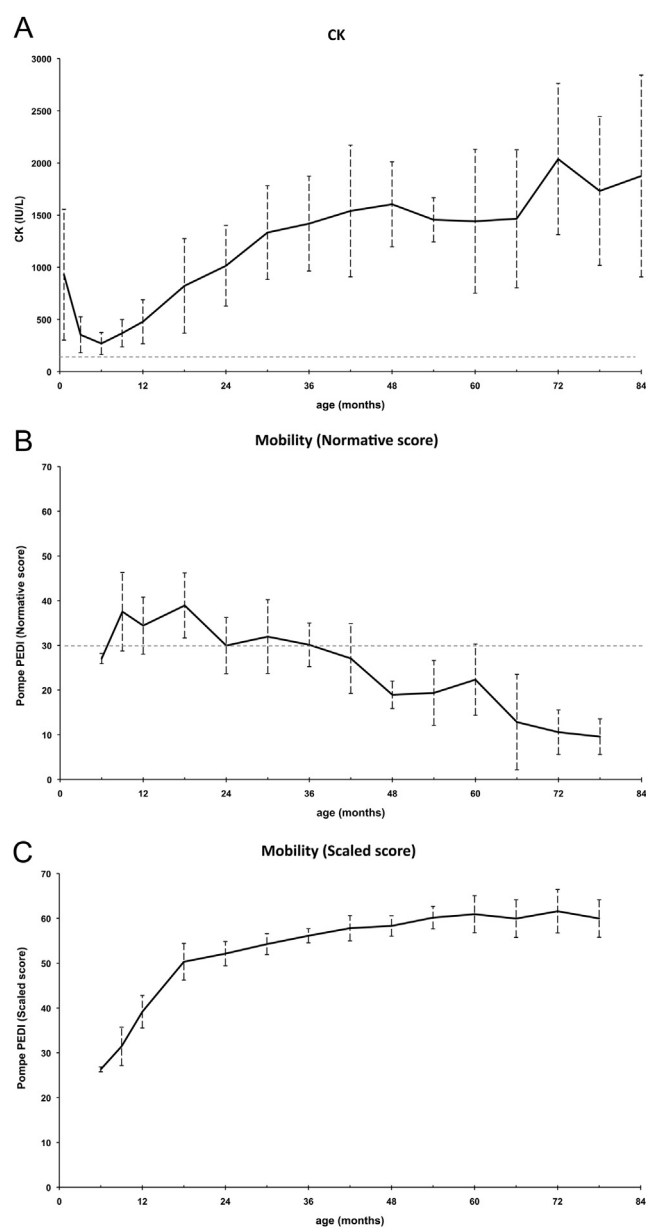 A
CK
3000
2500
2000
1500
1000
500
0
CK (IU/L)
0 12 24 36 48 60 72 84
age (months)
B
Mobility (Normative score)
70
60
50
40
30
20
10
0
Pompe PEDI (Normative score)
0 12 24 36 48 60 72 84
age (months)
C
Mobility (Scaled score)
70
60
50
40
30
20
10
0
Pompe PEDI (Scaled score)
0 12 24 36 48 60 72 84
age (months)